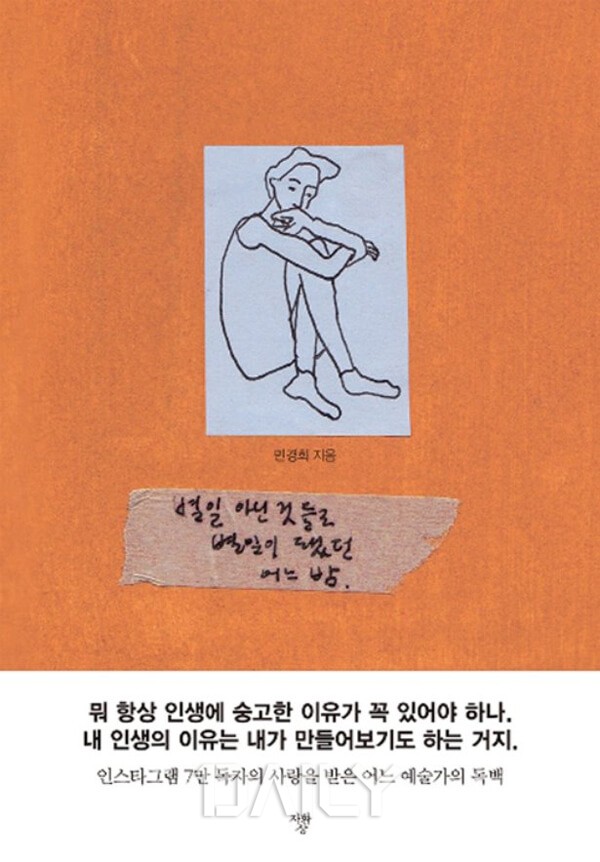 민경희 지음
별일 아닌 것들로
별일이 됐던
어느 밤.
뭐 항상 인생에 숭고한 이유가 꼭 있어야 하나.
내 인생의 이유는 내가 만들어보기도 하는 거지.
인스타그램 7만 독자의 사랑을 받은 어느 예술가의 독백
DAILY
자화상